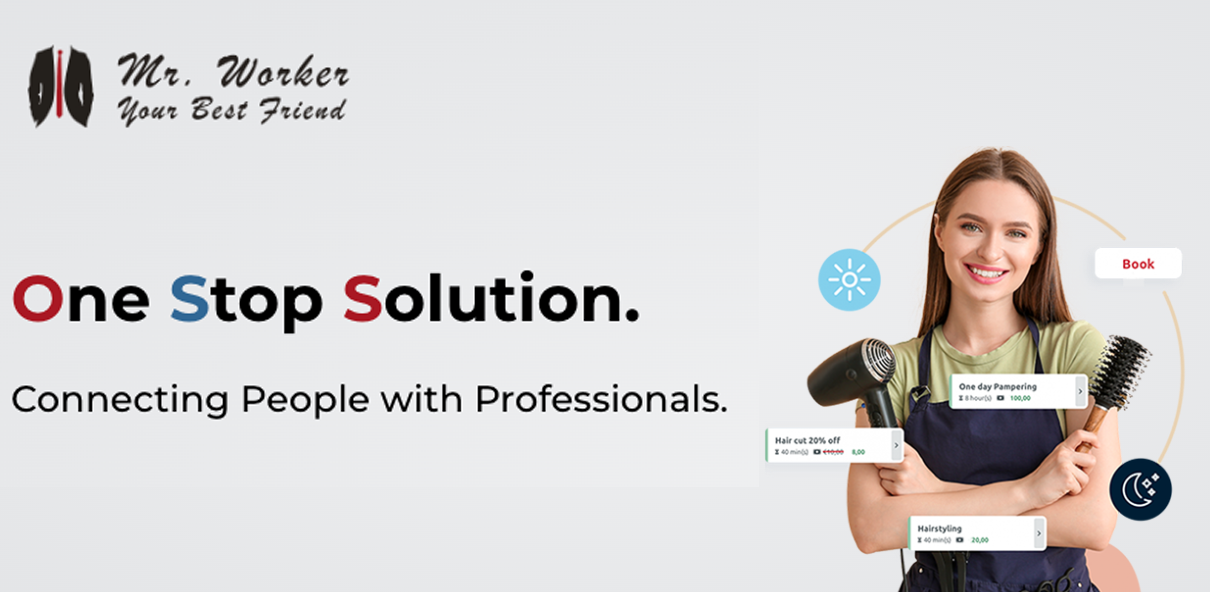 Mr. Worker
Your Best Friend
One Stop Solution.
Connecting People with Professionals.
Book
One day Pampering
8 hour(s) 100,00
Hair cut 20% off
40 min(s) €10,00 8,00
Hairstyling
40 min(s) 20,00